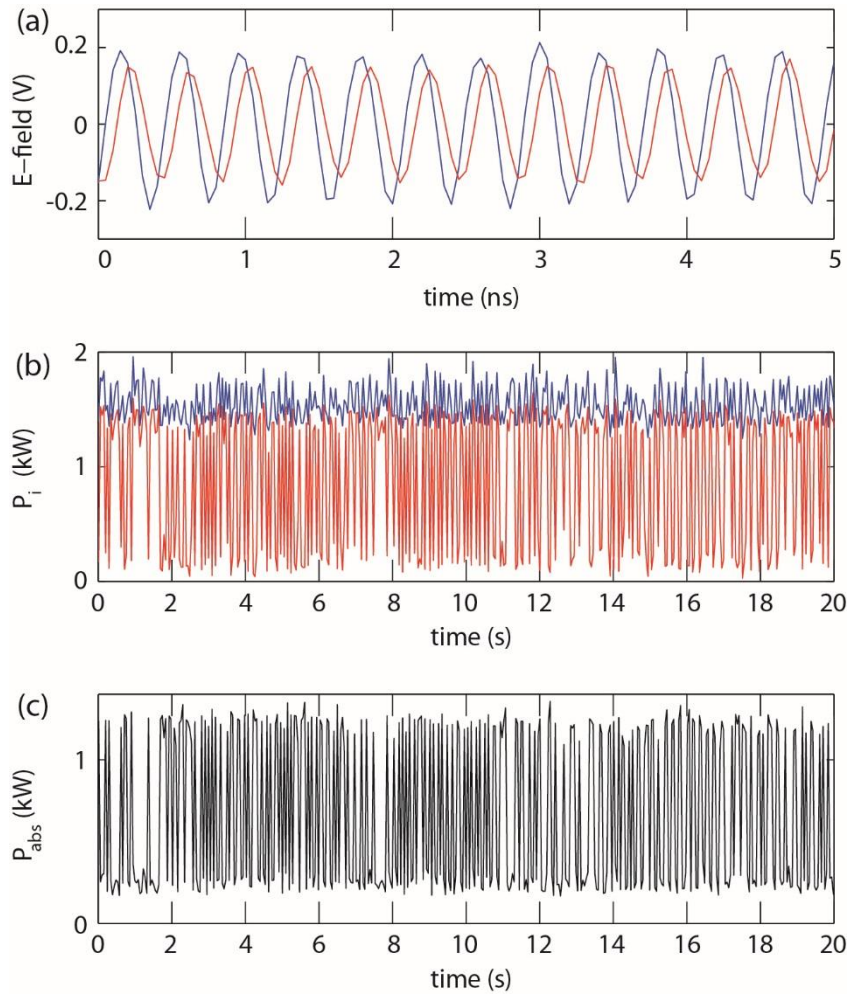 (a)
0.2
0
-0.2
E-field (V)
0 1 2 3 4 5
time (ns)
(b)
2
1
0
P_i (kW)
0 2 4 6 8 10 12 14 16 18 20
time (s)
(c)
1
0
P_abs (kW)
0 2 4 6 8 10 12 14 16 18 20
time (s)